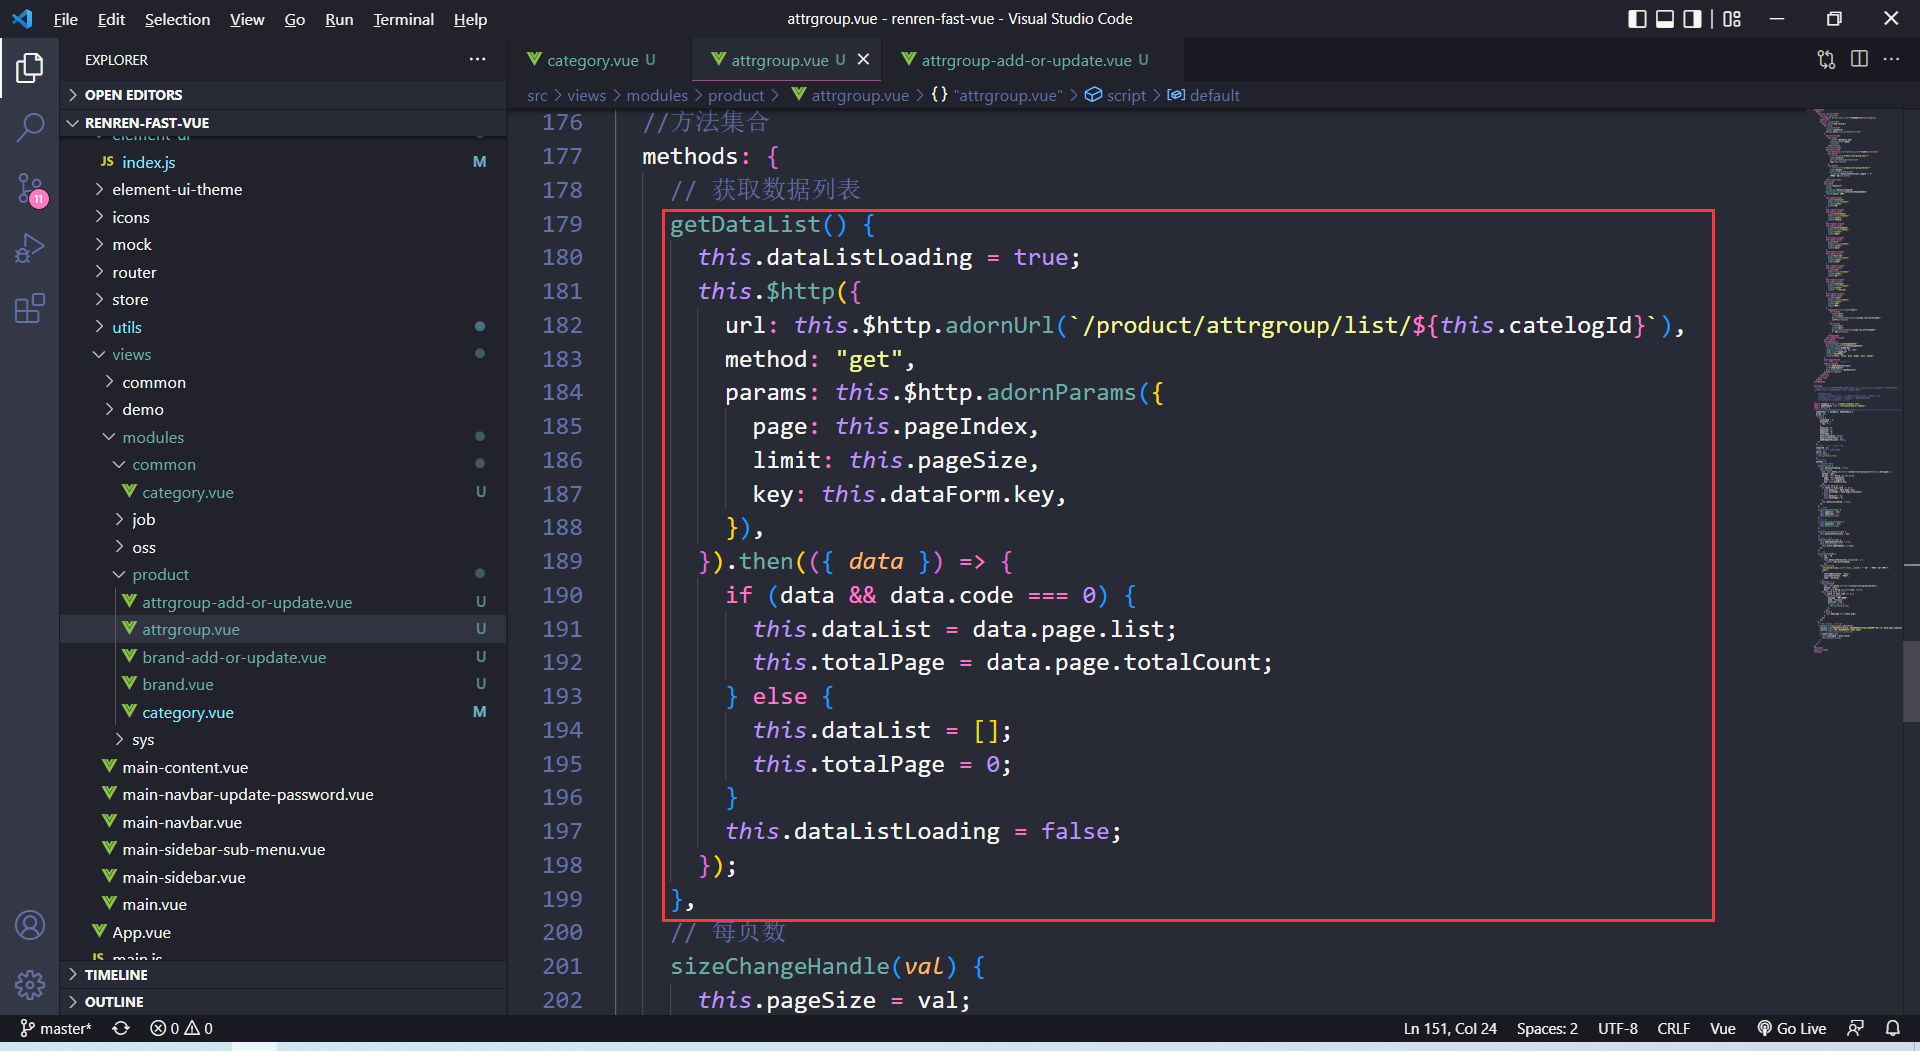 File Edit Selection View Go Run Terminal Help
attrgroup.vue - renren-fast-vue - Visual Studio Code
EXPLORER
OPEN EDITORS
RENREN-FAST-VUE
element-ui
JS index.js M
element-ui-theme
icons
mock
router
store
utils
views
common
demo
modules
common
category.vue U
job
oss
product
attrgroup-add-or-update.vue U
attrgroup.vue U
brand-add-or-update.vue U
brand.vue U
category.vue M
sys
main-content.vue
main-navbar-update-password.vue
main-navbar.vue
main-sidebar-sub-menu.vue
main-sidebar.vue
main.vue
App.vue
JS main.js
TIMELINE
OUTLINE
11
category.vue U
attrgroup.vue U
attrgroup-add-or-update.vue U
src > views > modules > product > attrgroup.vue > {} "attrgroup.vue" > script > default
176 //方法集合
177 methods: {
178 // 获取数据列表
179 getDataList() {
180 this.dataListLoading = true;
181 this.$http({
182 url: this.$http.adornUrl(`/product/attrgroup/list/${this.catelogId}`),
183 method: "get",
184 params: this.$http.adornParams({
185 page: this.pageIndex,
186 limit: this.pageSize,
187 key: this.dataForm.key,
188 }),
189 }).then(({ data }) => {
190 if (data && data.code === 0) {
191 this.dataList = data.page.list;
192 this.totalPage = data.page.totalCount;
193 } else {
194 this.dataList = [];
195 this.totalPage = 0;
196 }
197 this.dataListLoading = false;
198 });
199 },
200 // 每页数
201 sizeChangeHandle(val) {
202 this.pageSize = val;
master* 0 0
Ln 151, Col 24 Spaces: 2 UTF-8 CRLF Vue Go Live